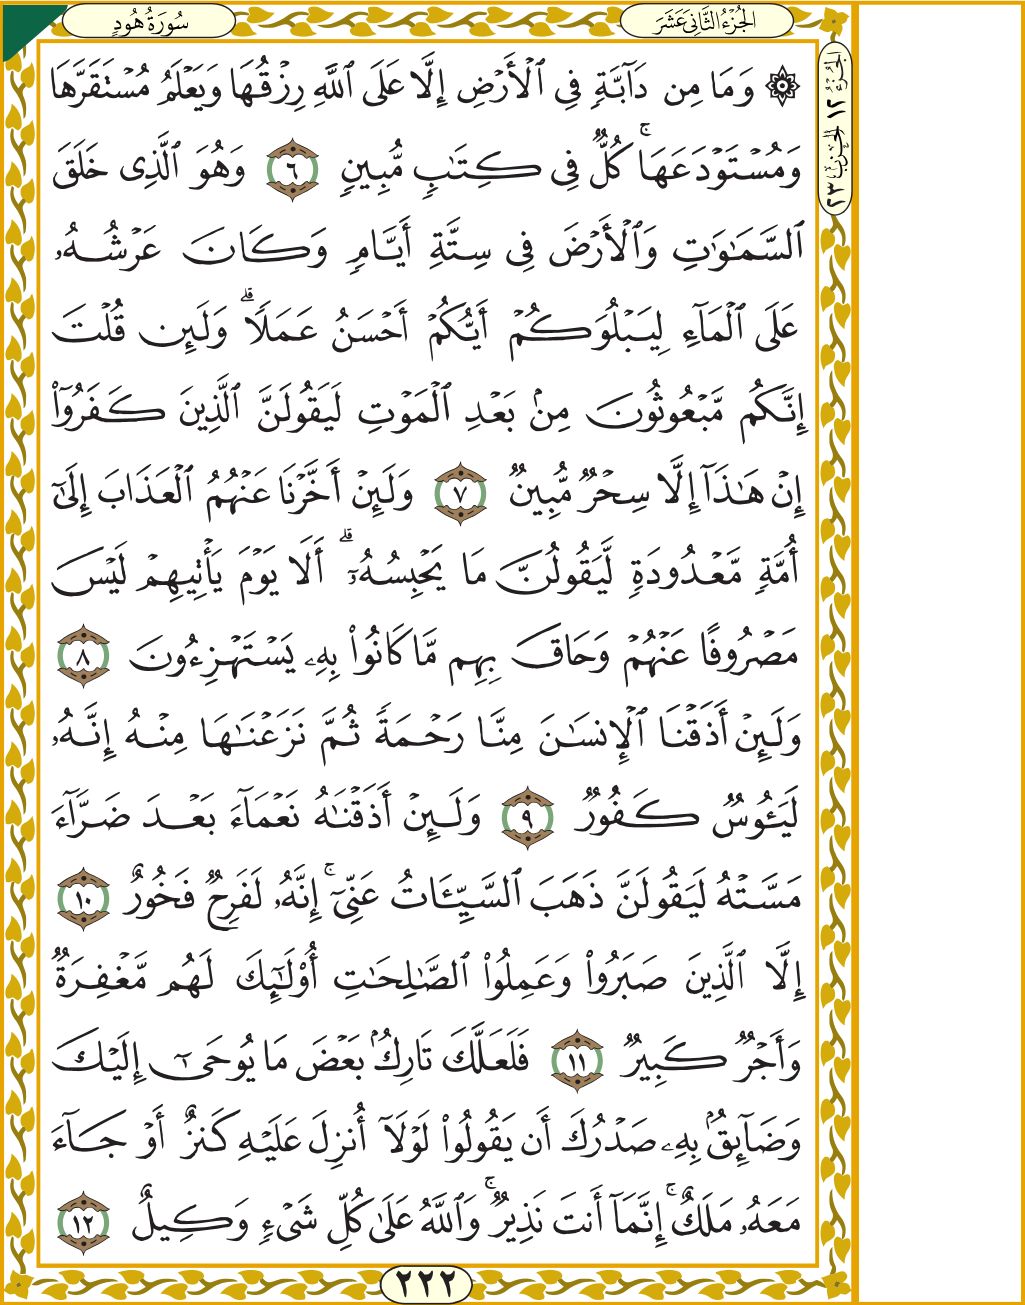 سُورَةُ هُودٍ
الجُزْءُ الثَّانِيَ عَشَرَ
الجُزْءُ ١٢ الحِزْبُ ٢٣
۞ وَمَا مِن دَآبَّةٍ فِي ٱلْأَرْضِ إِلَّا عَلَى ٱللَّهِ رِزْقُهَا وَيَعْلَمُ مُسْتَقَرَّهَا
وَمُسْتَوْدَعَهَا ۚ كُلٌّ فِي كِتَٰبٍ مُّبِينٍ ٦ وَهُوَ ٱلَّذِي خَلَقَ
ٱلسَّمَٰوَٰتِ وَٱلْأَرْضَ فِي سِتَّةِ أَيَّامٍ وَكَانَ عَرْشُهُۥ
عَلَى ٱلْمَآءِ لِيَبْلُوَكُمْ أَيُّكُمْ أَحْسَنُ عَمَلًا ۗ وَلَئِن قُلْتَ
إِنَّكُم مَّبْعُوثُونَ مِنۢ بَعْدِ ٱلْمَوْتِ لَيَقُولَنَّ ٱلَّذِينَ كَفَرُوٓا۟
إِنْ هَٰذَآ إِلَّا سِحْرٌ مُّبِينٌ ٧ وَلَئِنْ أَخَّرْنَا عَنْهُمُ ٱلْعَذَابَ إِلَىٰٓ
أُمَّةٍ مَّعْدُودَةٍ لَّيَقُولُنَّ مَا يَحْبِسُهُۥٓ ۗ أَلَا يَوْمَ يَأْتِيهِمْ لَيْسَ
مَصْرُوفًا عَنْهُمْ وَحَاقَ بِهِم مَّا كَانُوا۟ بِهِۦ يَسْتَهْزِءُونَ ٨
وَلَئِنْ أَذَقْنَا ٱلْإِنسَٰنَ مِنَّا رَحْمَةً ثُمَّ نَزَعْنَٰهَا مِنْهُ إِنَّهُۥ
لَيَـُٔوسٌ كَفُورٌ ٩ وَلَئِنْ أَذَقْنَٰهُ نَعْمَآءَ بَعْدَ ضَرَّآءَ
مَسَّتْهُ لَيَقُولَنَّ ذَهَبَ ٱلسَّيِّـَٔاتُ عَنِّيٓ ۚ إِنَّهُۥ لَفَرِحٌ فَخُورٌ ١٠
إِلَّا ٱلَّذِينَ صَبَرُوا۟ وَعَمِلُوا۟ ٱلصَّٰلِحَٰتِ أُو۟لَٰٓئِكَ لَهُم مَّغْفِرَةٌ
وَأَجْرٌ كَبِيرٌ ١١ فَلَعَلَّكَ تَارِكٌۢ بَعْضَ مَا يُوحَىٰٓ إِلَيْكَ
وَضَآئِقٌۢ بِهِۦ صَدْرُكَ أَن يَقُولُوا۟ لَوْلَآ أُنزِلَ عَلَيْهِ كَنزٌ أَوْ جَآءَ
مَعَهُۥ مَلَكٌ ۚ إِنَّمَآ أَنتَ نَذِيرٌ ۚ وَٱللَّهُ عَلَىٰ كُلِّ شَيْءٍ وَكِيلٌ ١٢
٢٢٢